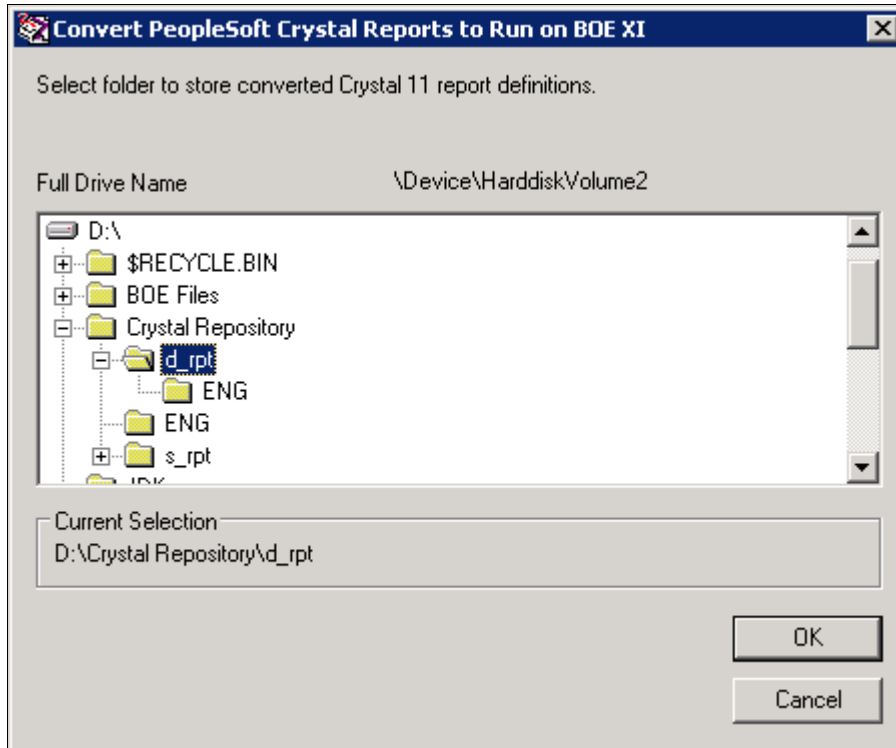 Convert PeopleSoft Crystal Reports to Run on BOE XI
Select folder to store converted Crystal 11 report definitions.
Full Drive Name \Device\HarddiskVolume2
D:\
$RECYCLE.BIN
BOE Files
Crystal Repository
d_rpt
ENG
ENG
s_rpt
Current Selection
D:\Crystal Repository\d_rpt
OK
Cancel